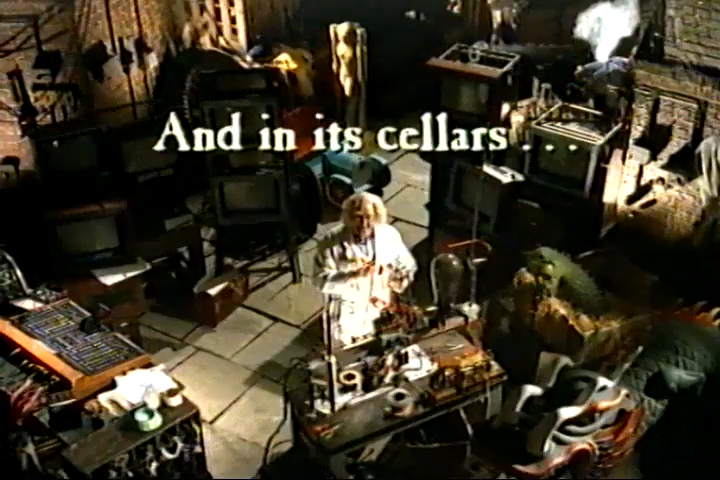 And in its cellars . . .